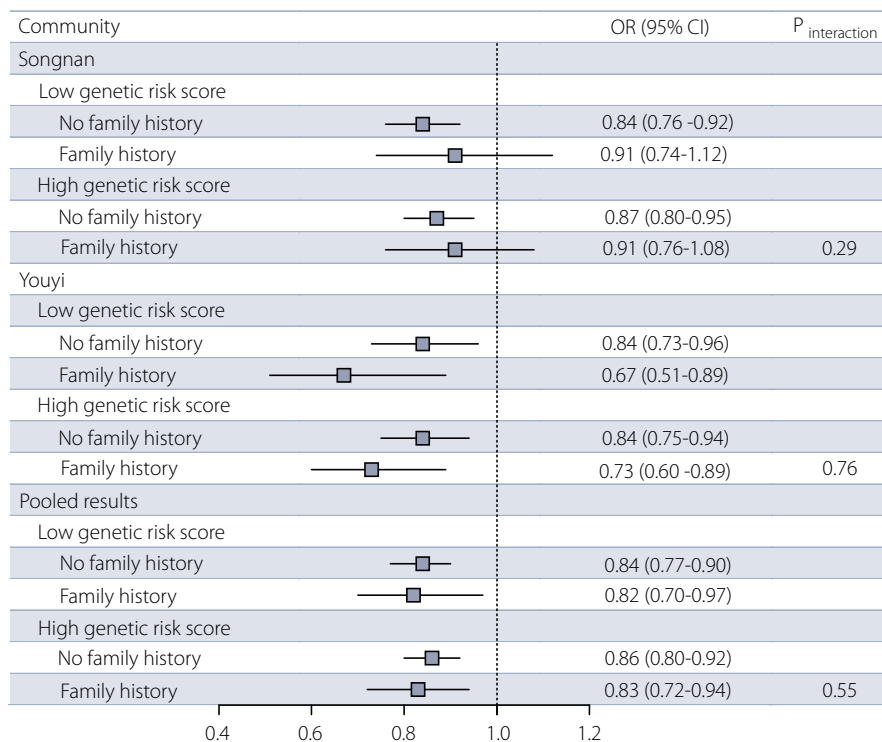 Community OR (95% CI) P interaction
Songnan
Low genetic risk score
No family history 0.84 (0.76 -0.92)
Family history 0.91 (0.74-1.12)
High genetic risk score
No family history 0.87 (0.80-0.95)
Family history 0.91 (0.76-1.08) 0.29
Youyi
Low genetic risk score
No family history 0.84 (0.73-0.96)
Family history 0.67 (0.51-0.89)
High genetic risk score
No family history 0.84 (0.75-0.94)
Family history 0.73 (0.60 -0.89) 0.76
Pooled results
Low genetic risk score
No family history 0.84 (0.77-0.90)
Family history 0.82 (0.70-0.97)
High genetic risk score
No family history 0.86 (0.80-0.92)
Family history 0.83 (0.72-0.94) 0.55
0.4 0.6 0.8 1.0 1.2